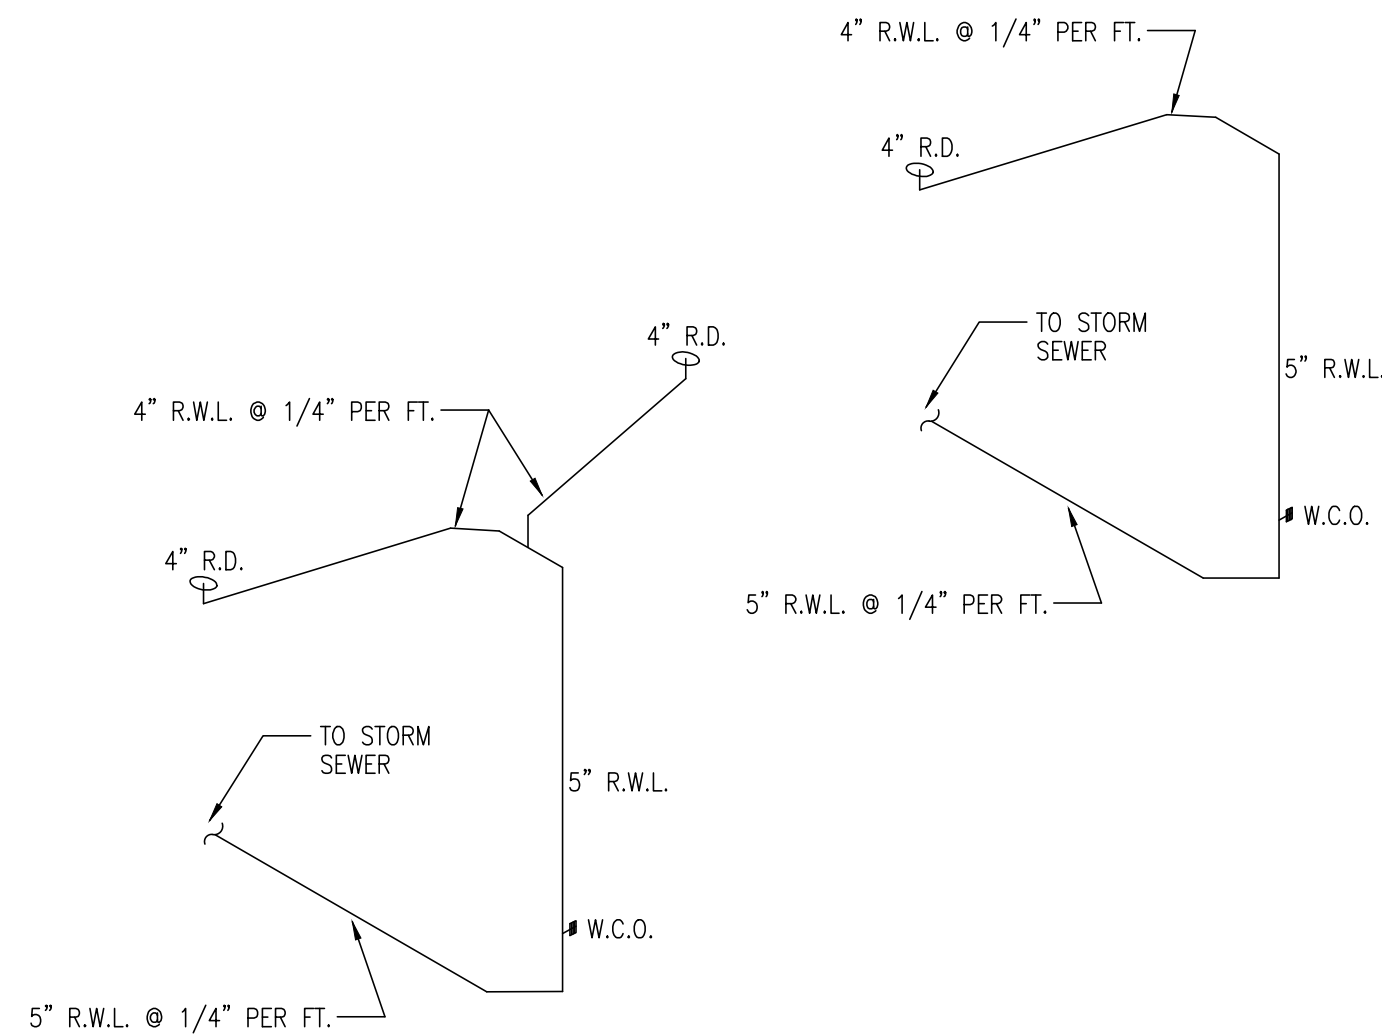 4” R.W.L. @ 1/4” PER FT.
4” R.D.
TO STORM
SEWER
5” R.W.L.
W.C.O.
5” R.W.L. @ 1/4” PER FT.
4” R.D.
4” R.W.L. @ 1/4” PER FT.
4” R.D.
TO STORM
SEWER
5” R.W.L.
W.C.O.
5” R.W.L. @ 1/4” PER FT.